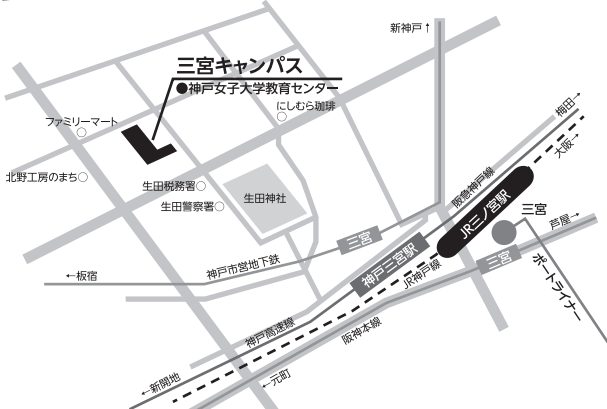 新神戸↑
三宮キャンパス
●神戸女子大学教育センター
にしむら珈琲
ファミリーマート
梅田→
大阪→
北野工房のまち
生田税務署
生田警察署
生田神社
阪急神戸線
JR三ノ宮駅
三宮
芦屋→
三宮
神戸三宮駅
三宮
ポートライナー
←板宿
神戸市営地下鉄
JR神戸線
神戸高速線
阪神本線
←新開地
←元町